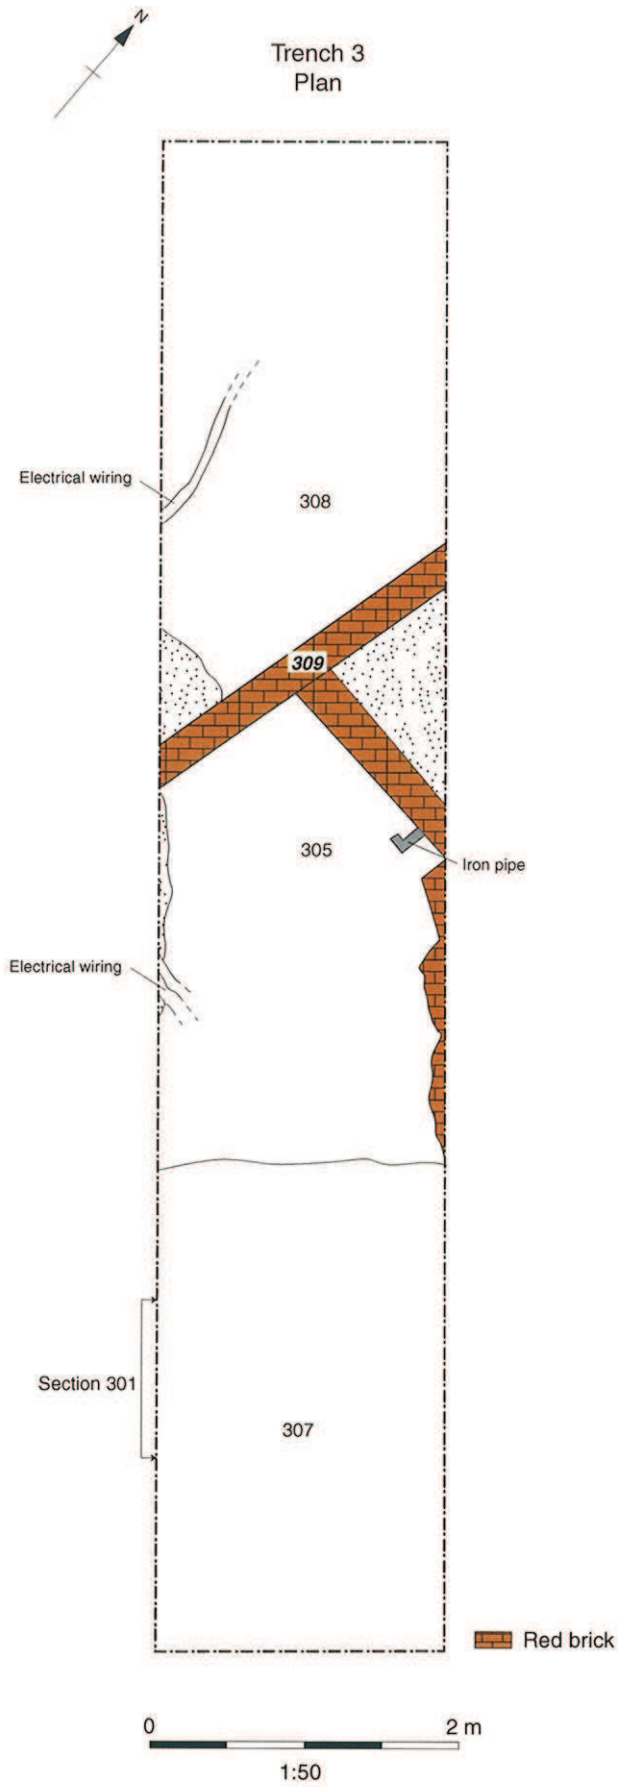 N
Trench 3
Plan
Electrical wiring
308
309
305
Iron pipe
Electrical wiring
Section 301
307
Red brick
0 2 m
1:50